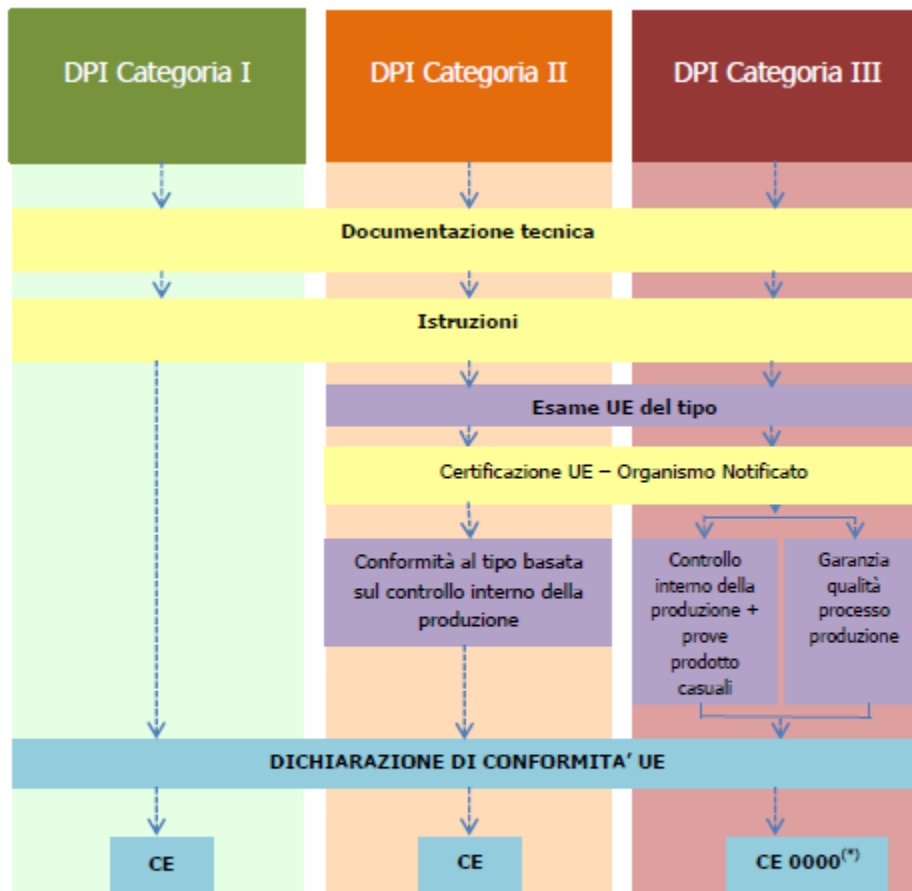 DPI Categoria I
DPI Categoria II
DPI Categoria III
Documentazione tecnica
Istruzioni
Esame UE del tipo
Certificazione UE – Organismo Notificato
Conformità al tipo basata
sul controllo interno della
produzione
Controllo
interno della
produzione +
prove
prodotto
casuali
Garanzia
qualità
processo
produzione
DICHIARAZIONE DI CONFORMITA’ UE
CE
CE
CE 0000(*)